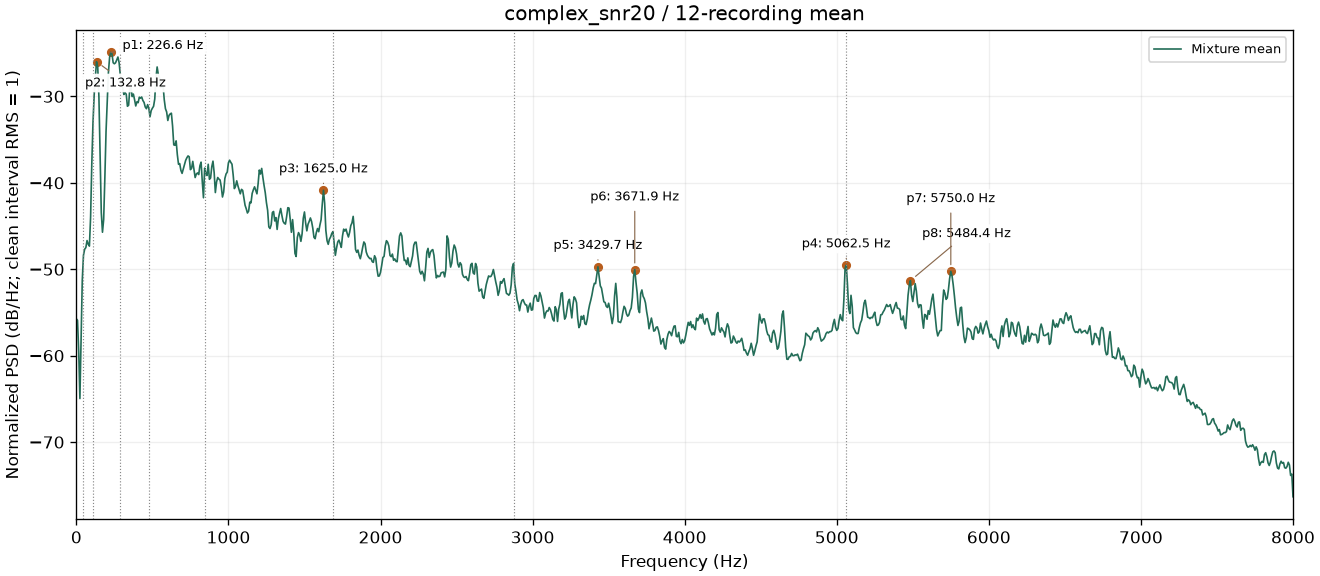 complex_snr20 / 12-recording mean
Mixture mean
p1: 226.6 Hz
p2: 132.8 Hz
p3: 1625.0 Hz
p6: 3671.9 Hz
p7: 5750.0 Hz
p5: 3429.7 Hz
p4: 5062.5 Hz
p8: 5484.4 Hz
Normalized PSD (dB/Hz; clean interval RMS = 1)
−30
−40
−50
−60
−70
0 1000 2000 3000 4000 5000 6000 7000 8000
Frequency (Hz)